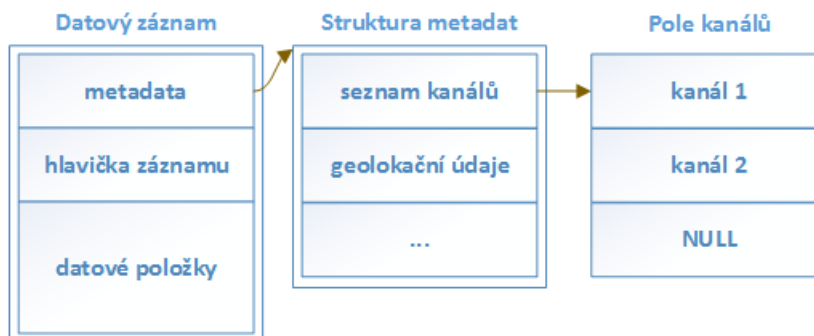 Datový záznam
metadata
hlavička záznamu
datové položky
Struktura metadat
seznam kanálů
geolokační údaje
...
Pole kanálů
kanál 1
kanál 2
NULL